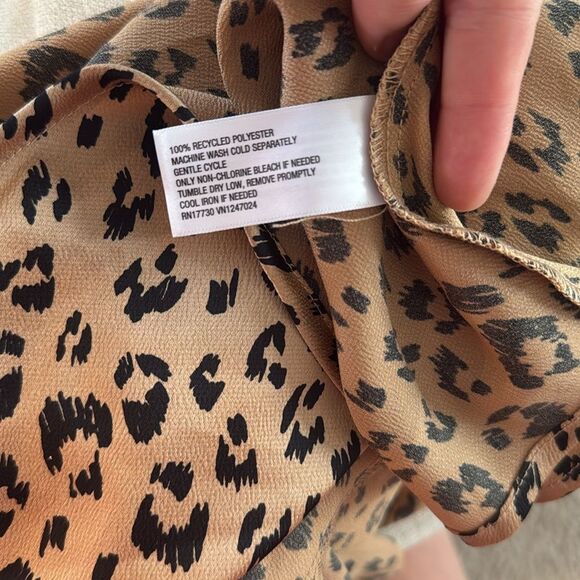 100% RECYCLED POLYESTER
MACHINE WASH COLD SEPARATELY
GENTLE CYCLE
ONLY NON-CHLORINE BLEACH IF NEEDED
TUMBLE DRY LOW, REMOVE PROMPTLY
COOL IRON IF NEEDED
RN17730 VN1247024